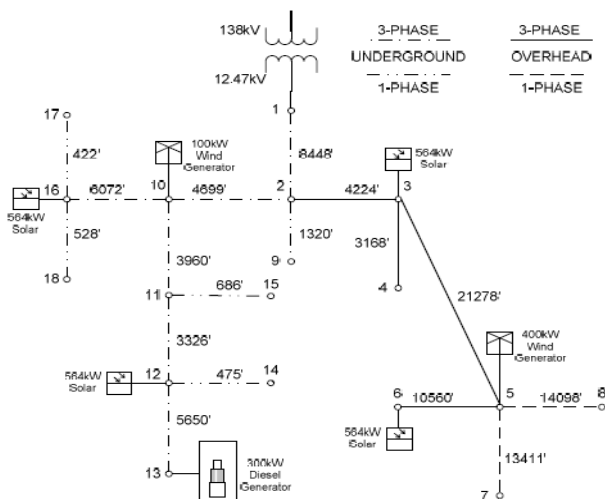 138kV
3-PHASE
3-PHASE
UNDERGROUND
OVERHEAD
12.47kV
1-PHASE
1-PHASE
1
17
100kW
Wind
Generator
564kW
Solar
422'
8448'
16
6072'
10
4699'
2
4224'
3
564kW
Solar
528'
3960'
1320'
3168'
18
9
11
686'
15
4
21278'
3326'
400kW
Wind
Generator
564kW
Solar
12
475'
14
6
10560'
5
14098'
8
5650'
564kW
Solar
13411'
13
300kW
Diesel
Generator
7